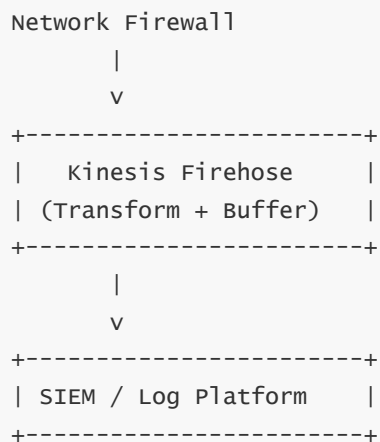 Network Firewall
       |
       v
+------------------------+
|   Kinesis Firehose     |
| (Transform + Buffer)   |
+------------------------+
       |
       v
+------------------------+
| SIEM / Log Platform    |
+------------------------+